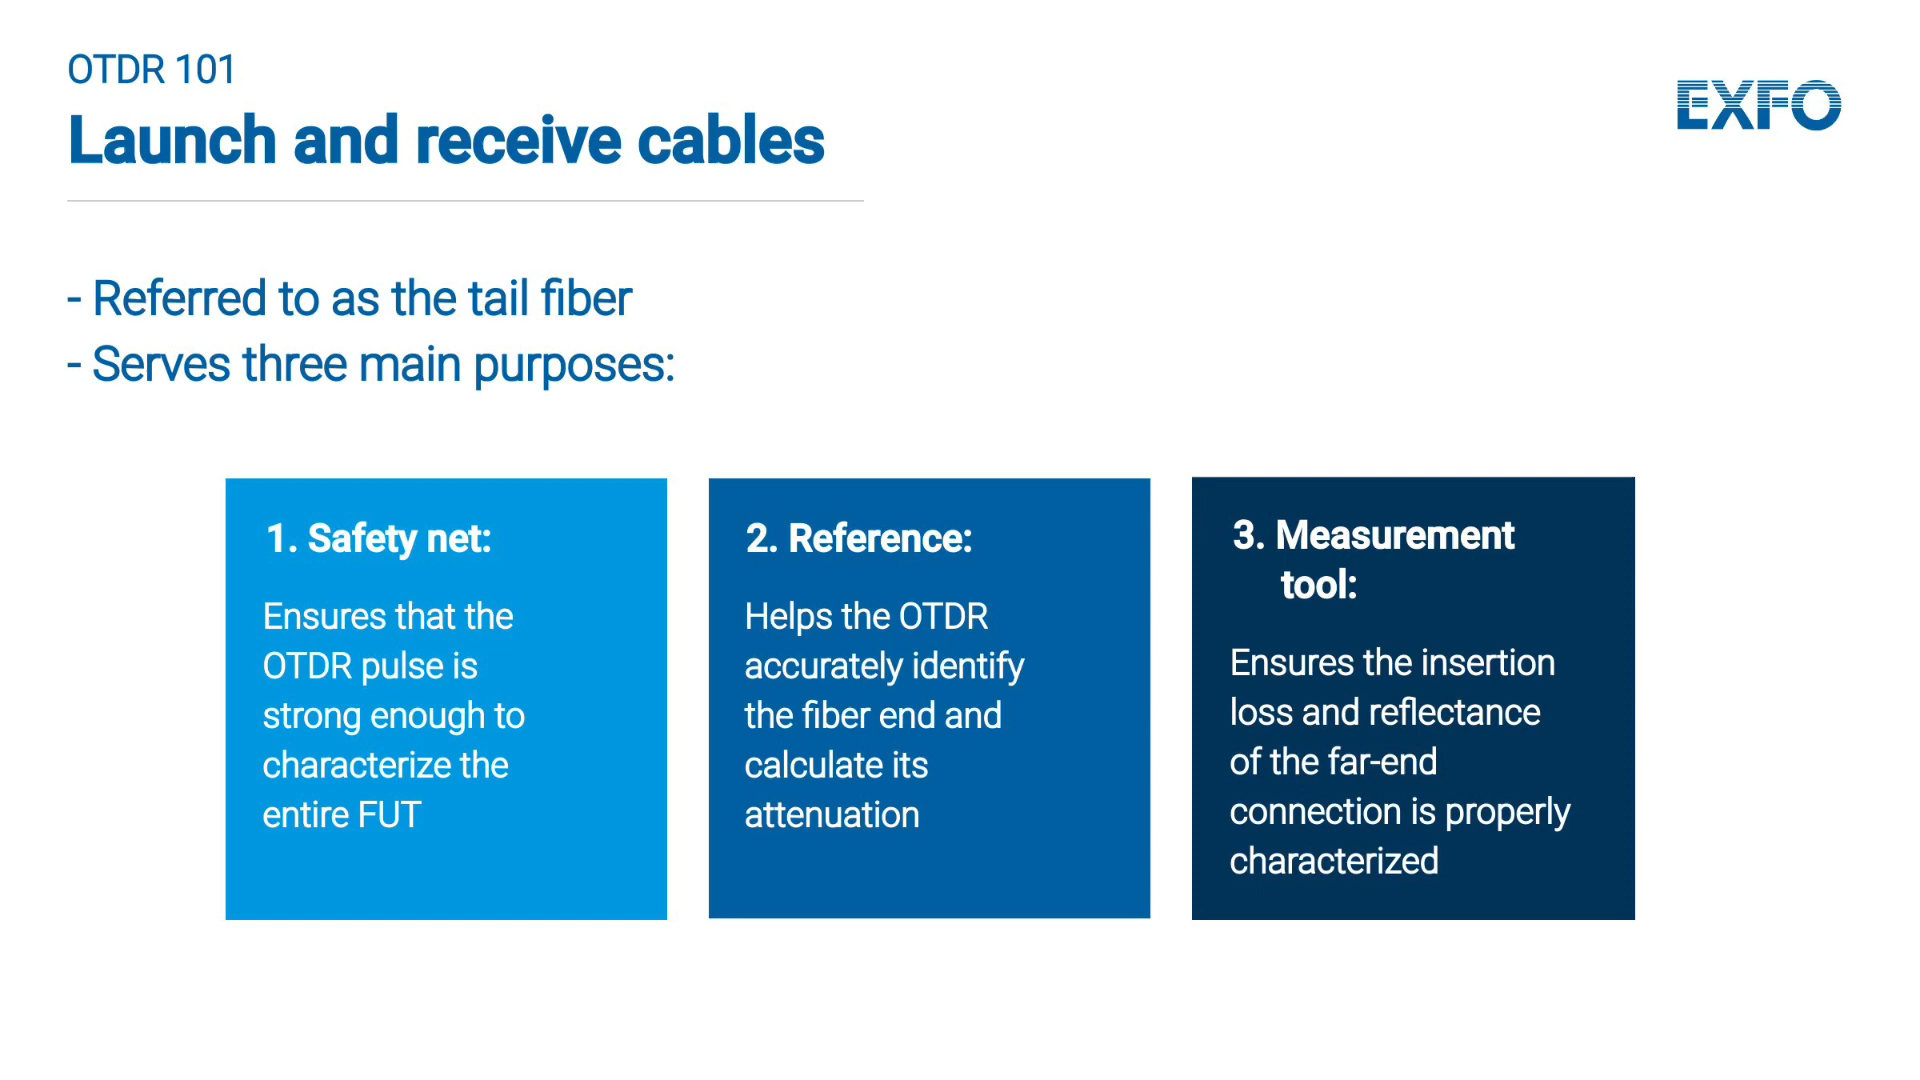 OTDR 101
EXFO
Launch and receive cables
- Referred to as the tail fiber
- Serves three main purposes:
1. Safety net:
Ensures that the
OTDR pulse is
strong enough to
characterize the
entire FUT
2. Reference:
Helps the OTDR
accurately identify
the fiber end and
calculate its
attenuation
3. Measurement
tool:
Ensures the insertion
loss and reflectance
of the far-end
connection is properly
characterized